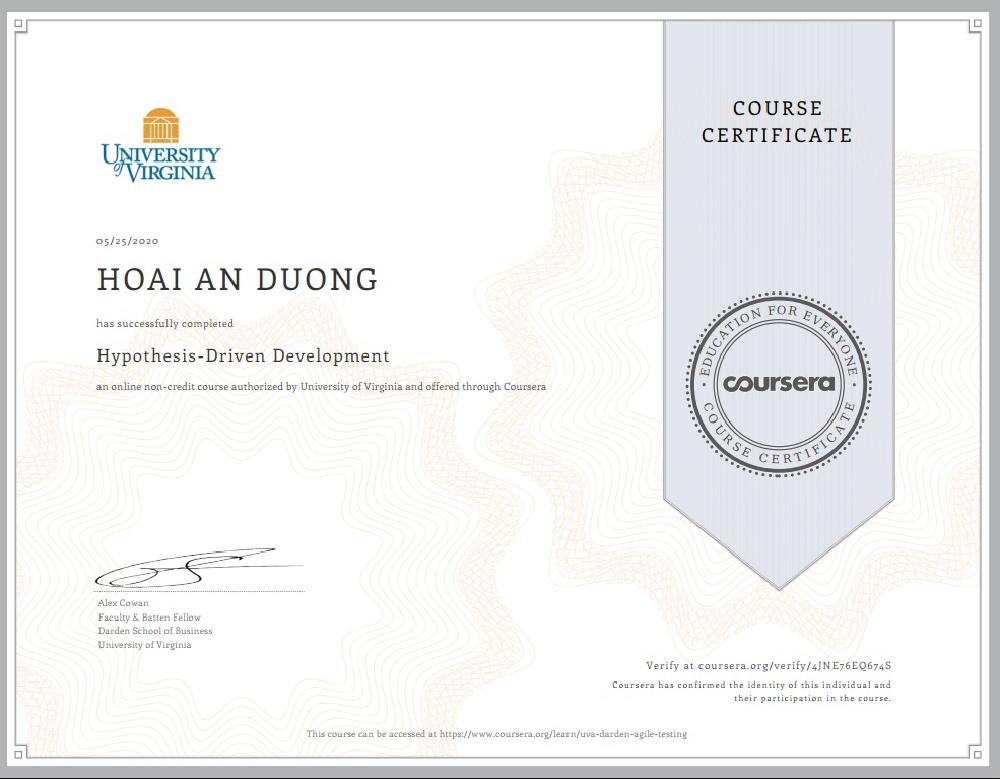 COURSE
CERTIFICATE
UNIVERSITY
of VIRGINIA
05/25/2020
HOAI AN DUONG
has successfully completed
Hypothesis-Driven Development
an online non-credit course authorized by University of Virginia and offered through Coursera
EDUCATION FOR EVERYONE
coursera
COURSE CERTIFICATE
Alex Cowan
Faculty & Batten Fellow
Darden School of Business
University of Virginia
Verify at coursera.org/verify/4JNE76EQ674S
Coursera has confirmed the identity of this individual and
their participation in the course.
This course can be accessed at https://www.coursera.org/learn/uva-darden-agile-testing